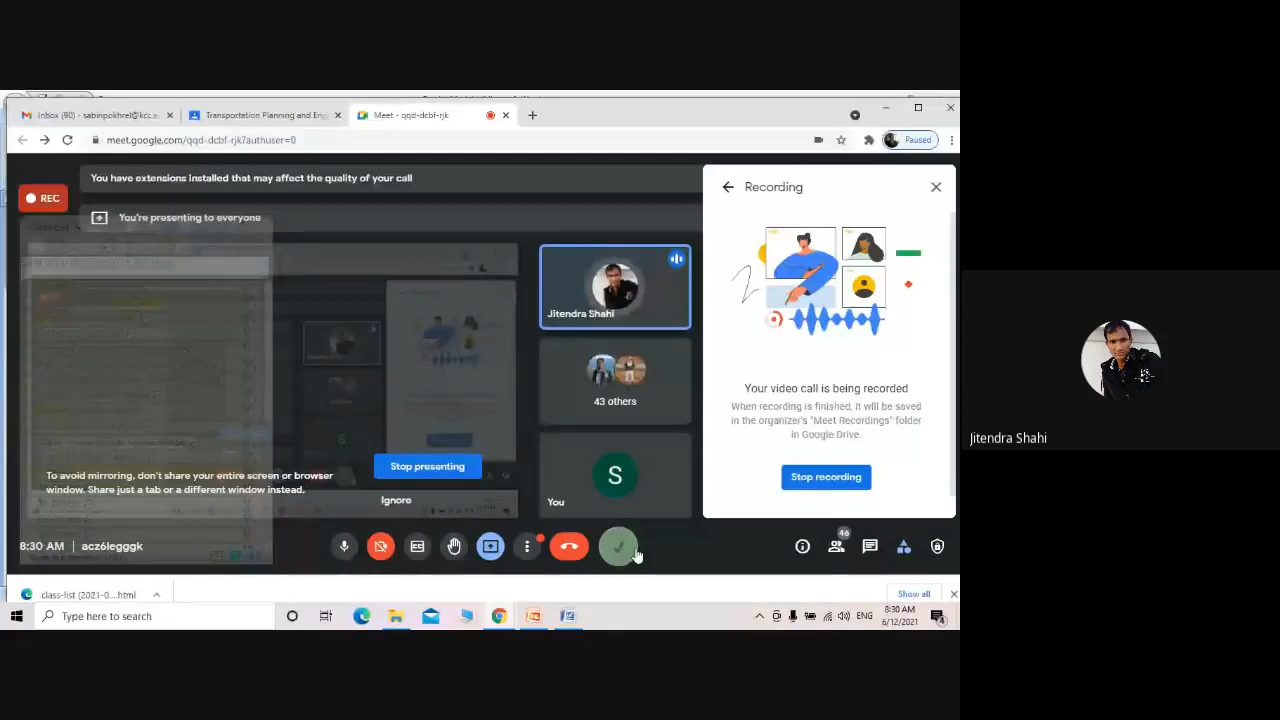 Inbox (90) - sabinpokhrel@kcc.e
Transportation Planning and Eng
Meet - qqd-dcbf-rjk
meet.google.com/qqd-dcbf-rjk?authuser=0
Paused
You have extensions installed that may affect the quality of your call
REC
You're presenting to everyone
Recording
Jitendra Shahi
43 others
Your video call is being recorded
When recording is finished, it will be saved
in the organizer's "Meet Recordings" folder
in Google Drive.
Stop recording
To avoid mirroring, don't share your entire screen or browser
window. Share just a tab or a different window instead.
Stop presenting
Ignore
S
You
8:30 AM | acz6legggk
46
class-list (2021-0....html
Show all
Type here to search
ENG
8:30 AM
6/12/2021
4
Jitendra Shahi